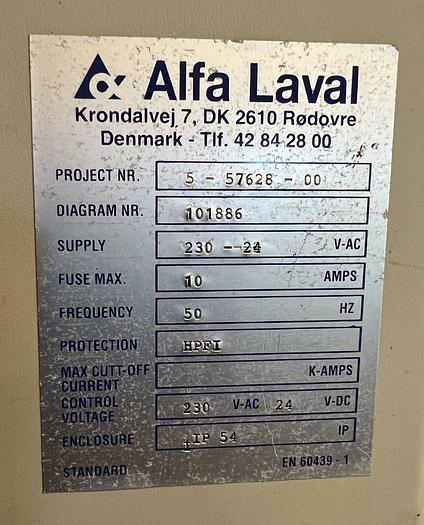 Alfa Laval
Krondalvej 7, DK 2610 Rødovre
Denmark - Tlf. 42 84 28 00
PROJECT NR. 5 - 57628 - 00
DIAGRAM NR. 101886
SUPPLY 230 - 24 V-AC
FUSE MAX. 10 AMPS
FREQUENCY 50 HZ
PROTECTION HPFI
MAX CUTT-OFF
CURRENT K-AMPS
CONTROL
VOLTAGE 230 V-AC 24 V-DC
ENCLOSURE IP 54 IP
STANDARD EN 60439 - 1